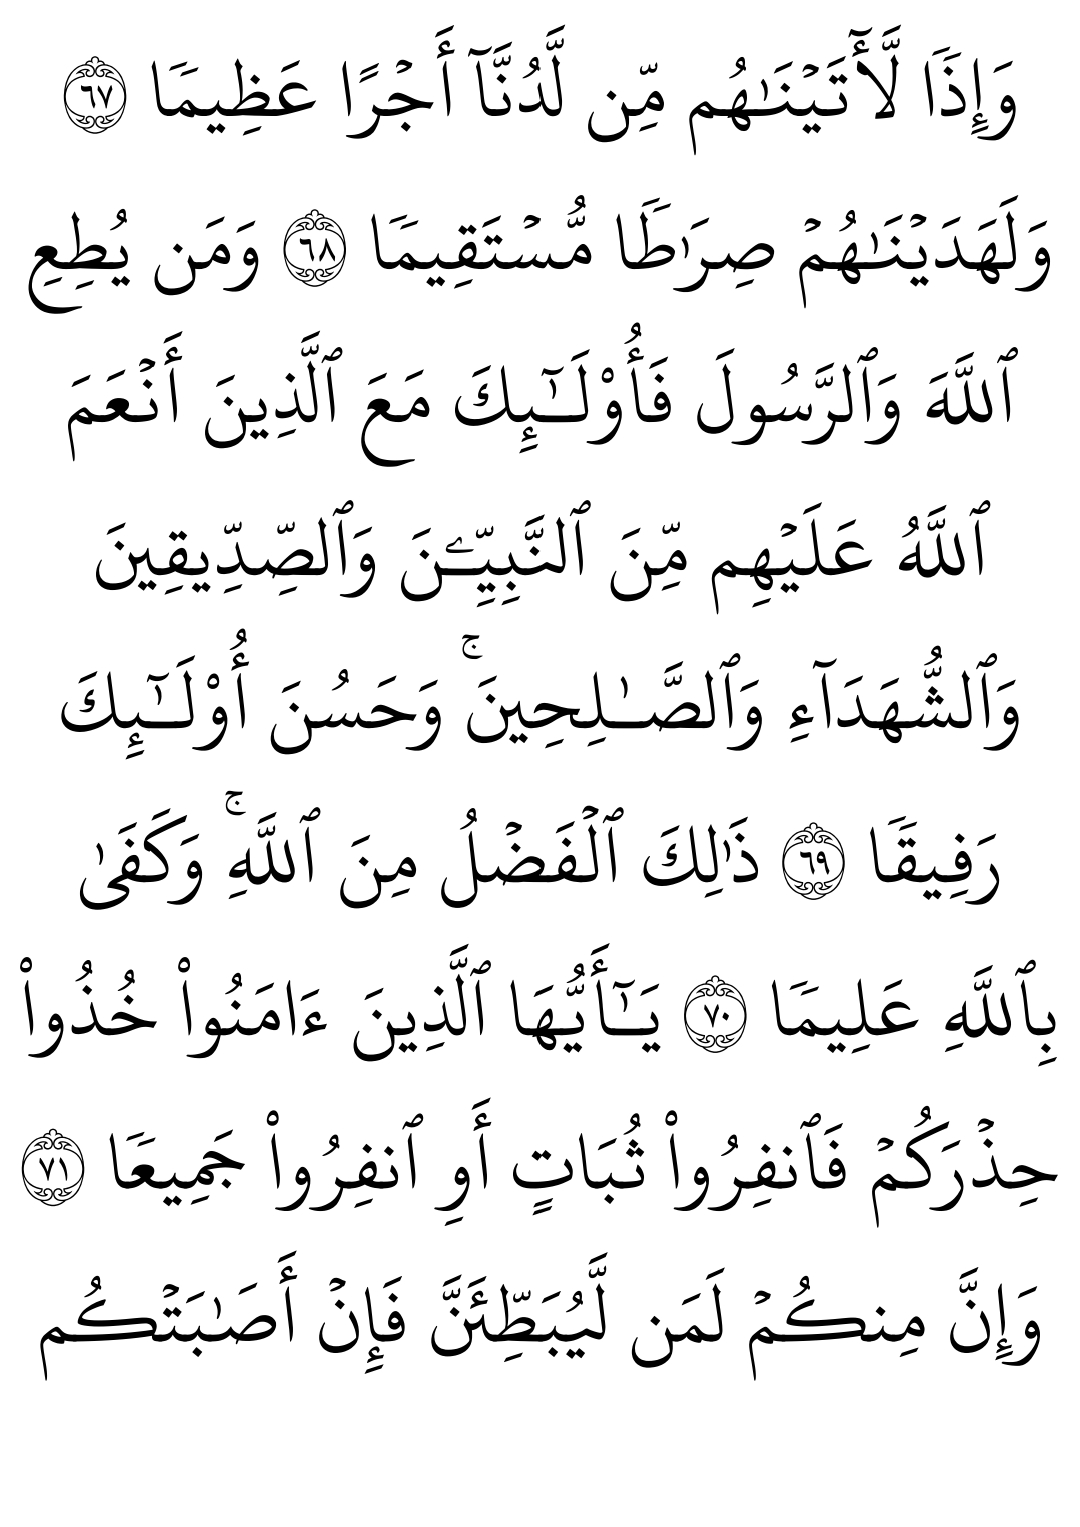 وَإِذٗا لَّأٓتَيۡنَٰهُم مِّن لَّدُنَّآ أَجۡرًا عَظِيمٗا ٦٧
وَلَهَدَيۡنَٰهُمۡ صِرَٰطٗا مُّسۡتَقِيمٗا ٦٨ وَمَن يُطِعِ
ٱللَّهَ وَٱلرَّسُولَ فَأُوْلَٰٓئِكَ مَعَ ٱلَّذِينَ أَنۡعَمَ
ٱللَّهُ عَلَيۡهِم مِّنَ ٱلنَّبِيِّـۧنَ وَٱلصِّدِّيقِينَ
وَٱلشُّهَدَآءِ وَٱلصَّٰلِحِينَۚ وَحَسُنَ أُوْلَٰٓئِكَ
رَفِيقٗا ٦٩ ذَٰلِكَ ٱلۡفَضۡلُ مِنَ ٱللَّهِۚ وَكَفَىٰ
بِٱللَّهِ عَلِيمٗا ٧٠ يَٰٓأَيُّهَا ٱلَّذِينَ ءَامَنُواْ خُذُواْ
حِذۡرَكُمۡ فَٱنفِرُواْ ثُبَاتٍ أَوِ ٱنفِرُواْ جَمِيعٗا ٧١
وَإِنَّ مِنكُمۡ لَمَن لَّيُبَطِّئَنَّ فَإِنۡ أَصَٰبَتۡكُم